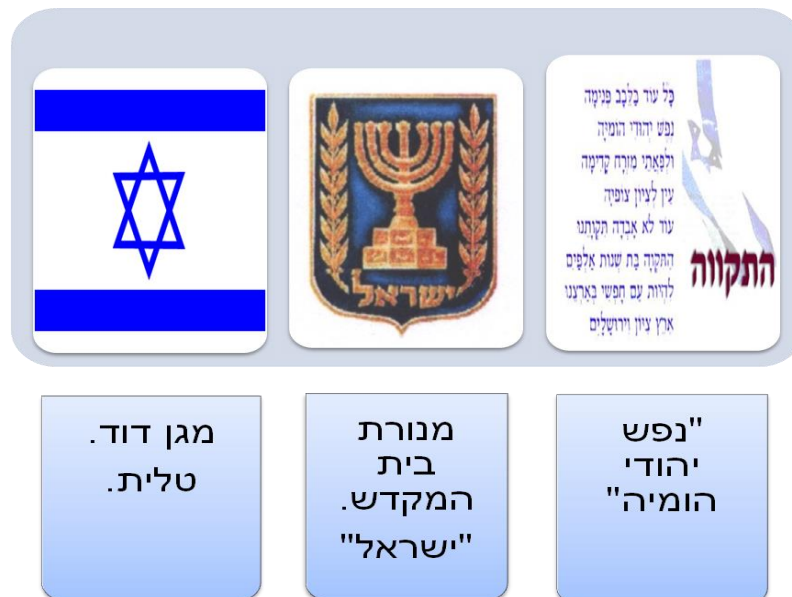 כָּל עוֹד בַּלֵּבָב פְּנִימָה
נֶפֶשׁ יְהוּדִי הוֹמִיָּה
וּלְפַאֲתֵי מִזְרָח קָדִימָה
עַיִן לְצִיּוֹן צוֹפִיָּה
עוֹד לֹא אָבְדָה תִּקְוָתֵנוּ
הַתִּקְוָה בַּת שְׁנוֹת אַלְפַּיִם
לִהְיוֹת עַם חָפְשִׁי בְּאַרְצֵנוּ
אֶרֶץ צִיּוֹן וִירוּשָׁלַיִם
התקווה
ישראל
"נפש
יהודי
הומיה"
מנורת
בית
המקדש.
"ישראל"
מגן דוד.
טלית.